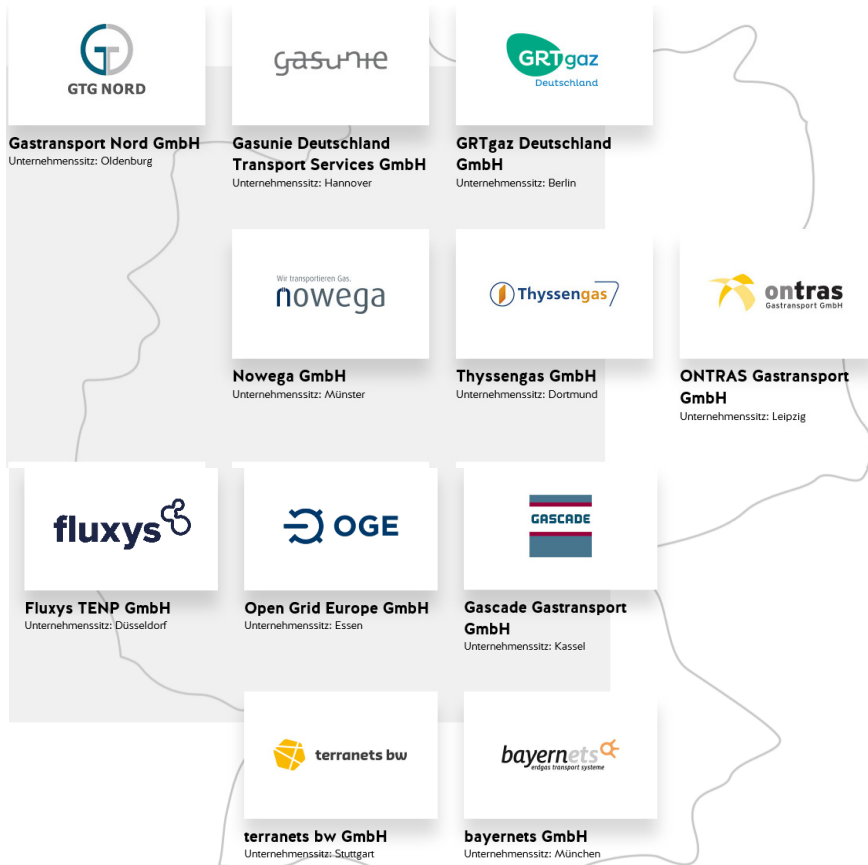 GTG NORD
Gastransport Nord GmbH
Unternehmenssitz: Oldenburg
gasunie
Gasunie Deutschland
Transport Services GmbH
Unternehmenssitz: Hannover
GRTgaz
Deutschland
GRTgaz Deutschland
GmbH
Unternehmenssitz: Berlin
Wir transportieren Gas.
nowega
Nowega GmbH
Unternehmenssitz: Münster
Thyssengas
Thyssengas GmbH
Unternehmenssitz: Dortmund
ontras
Gastransport GmbH
ONTRAS Gastransport
GmbH
Unternehmenssitz: Leipzig
fluxys
Fluxys TENP GmbH
Unternehmenssitz: Düsseldorf
OGE
Open Grid Europe GmbH
Unternehmenssitz: Essen
GASCADE
Gascade Gastransport
GmbH
Unternehmenssitz: Kassel
terranets bw
terranets bw GmbH
Unternehmenssitz: Stuttgart
bayernets
erdgas transport systeme
bayernets GmbH
Unternehmenssitz: München